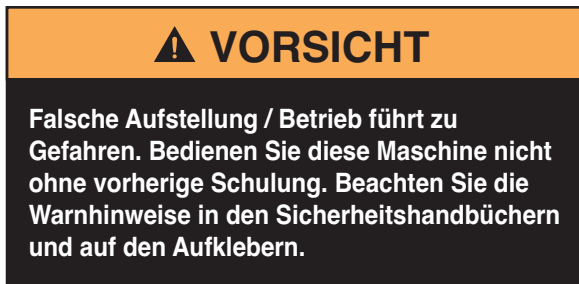 VORSICHT
Falsche Aufstellung / Betrieb führt zu
Gefahren. Bedienen Sie diese Maschine nicht
ohne vorherige Schulung. Beachten Sie die
Warnhinweise in den Sicherheitshandbüchern
und auf den Aufklebern.